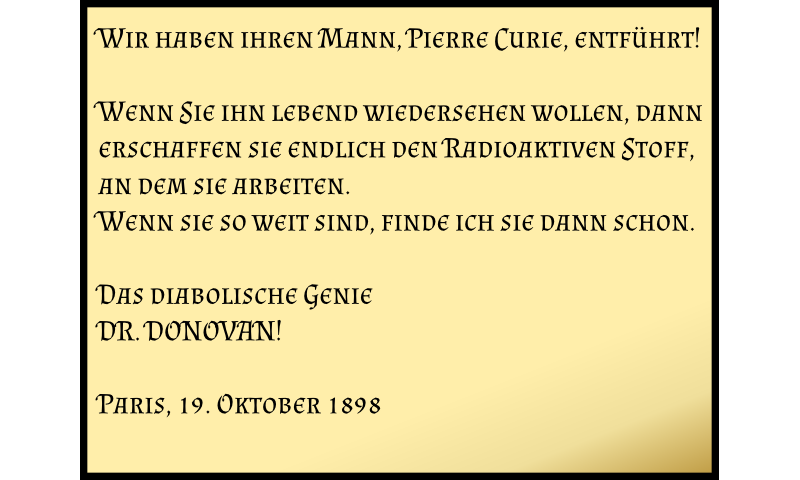 Wir haben ihren Mann, Pierre Curie, entführt!
Wenn Sie ihn lebend wiedersehen wollen, dann
erschaffen sie endlich den Radioaktiven Stoff,
an dem sie arbeiten.
Wenn sie so weit sind, finde ich sie dann schon.
Das diabolische Genie
DR. DONOVAN!
Paris, 19. Oktober 1898